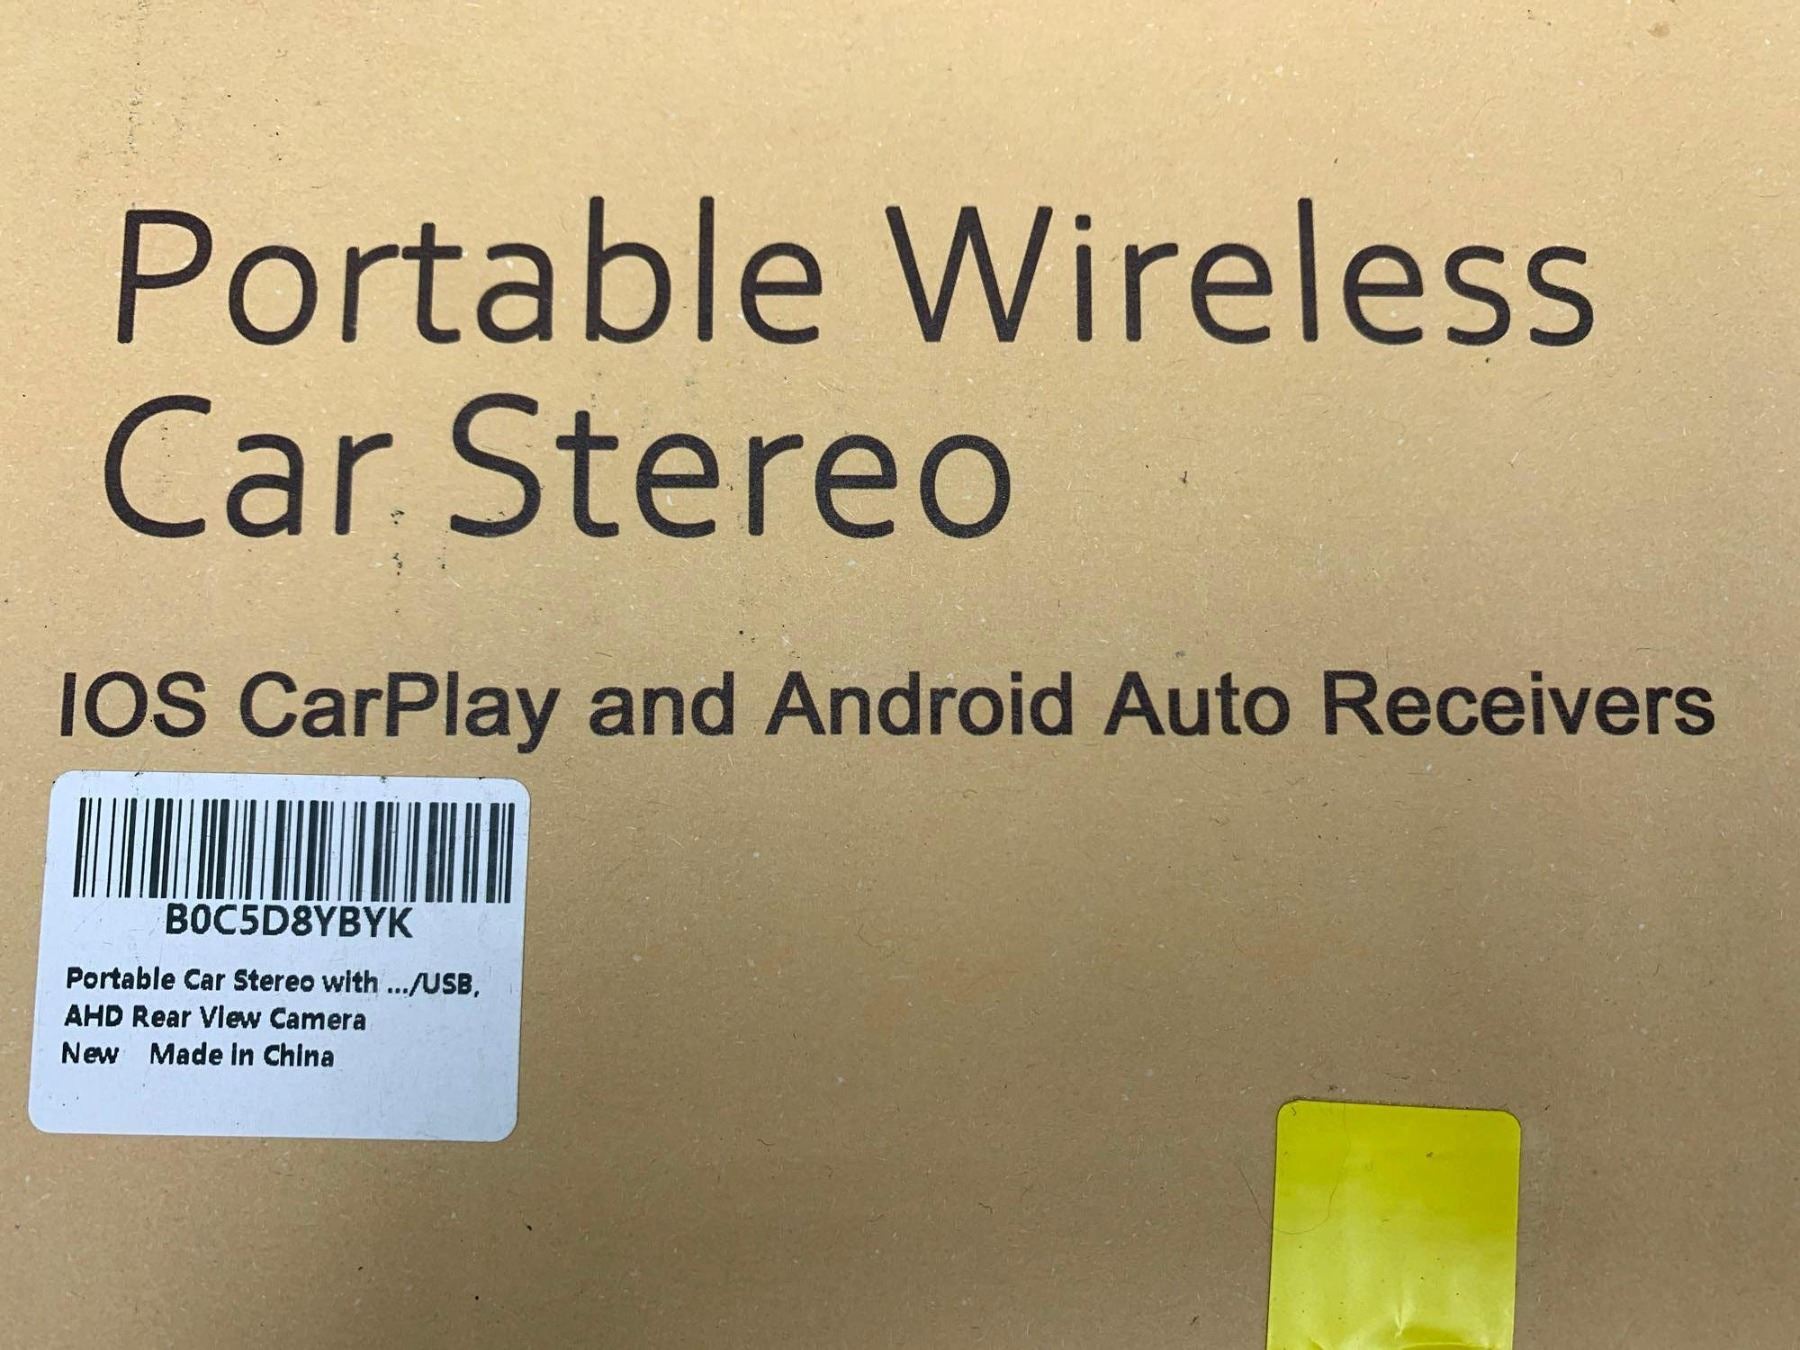 Portable Wireless
Car Stereo
IOS CarPlay and Android Auto Receivers
B0C5D8YBYK
Portable Car Stereo with .../USB,
AHD Rear View Camera
New Made in China